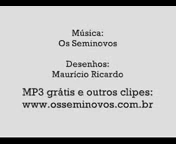 Música:
Os Seminovos
Desenhos:
Maurício Ricardo
MP3 grátis e outros clipes:
www.osseminovos.com.br